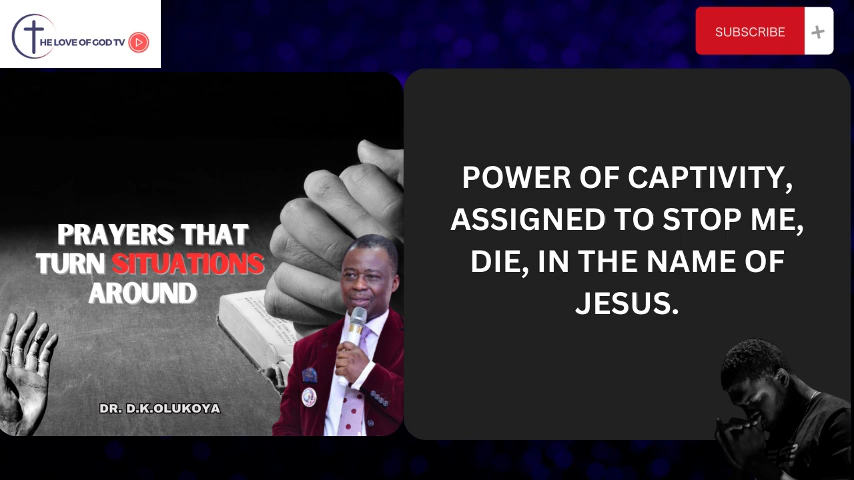 THE LOVE OF GOD TV
SUBSCRIBE
PRAYERS THAT
TURN SITUATIONS
AROUND
DR. D.K.OLUKOYA
POWER OF CAPTIVITY,
ASSIGNED TO STOP ME,
DIE, IN THE NAME OF
JESUS.